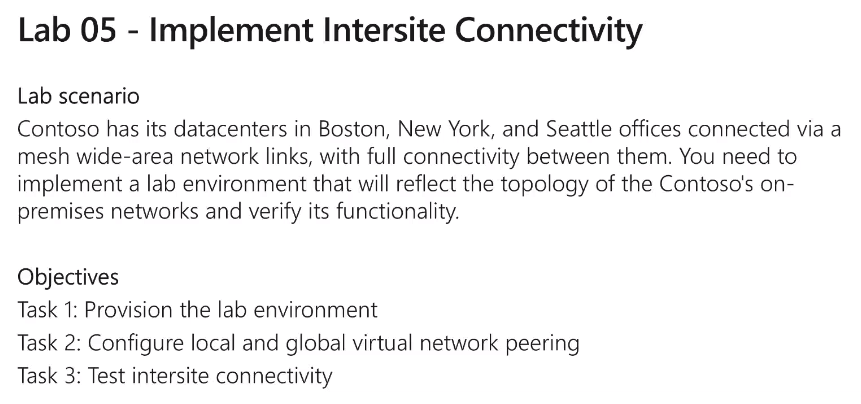 Lab 05 - Implement Intersite Connectivity
Lab scenario
Contoso has its datacenters in Boston, New York, and Seattle offices connected via a
mesh wide-area network links, with full connectivity between them. You need to
implement a lab environment that will reflect the topology of the Contoso's on-
premises networks and verify its functionality.
Objectives
Task 1: Provision the lab environment
Task 2: Configure local and global virtual network peering
Task 3: Test intersite connectivity